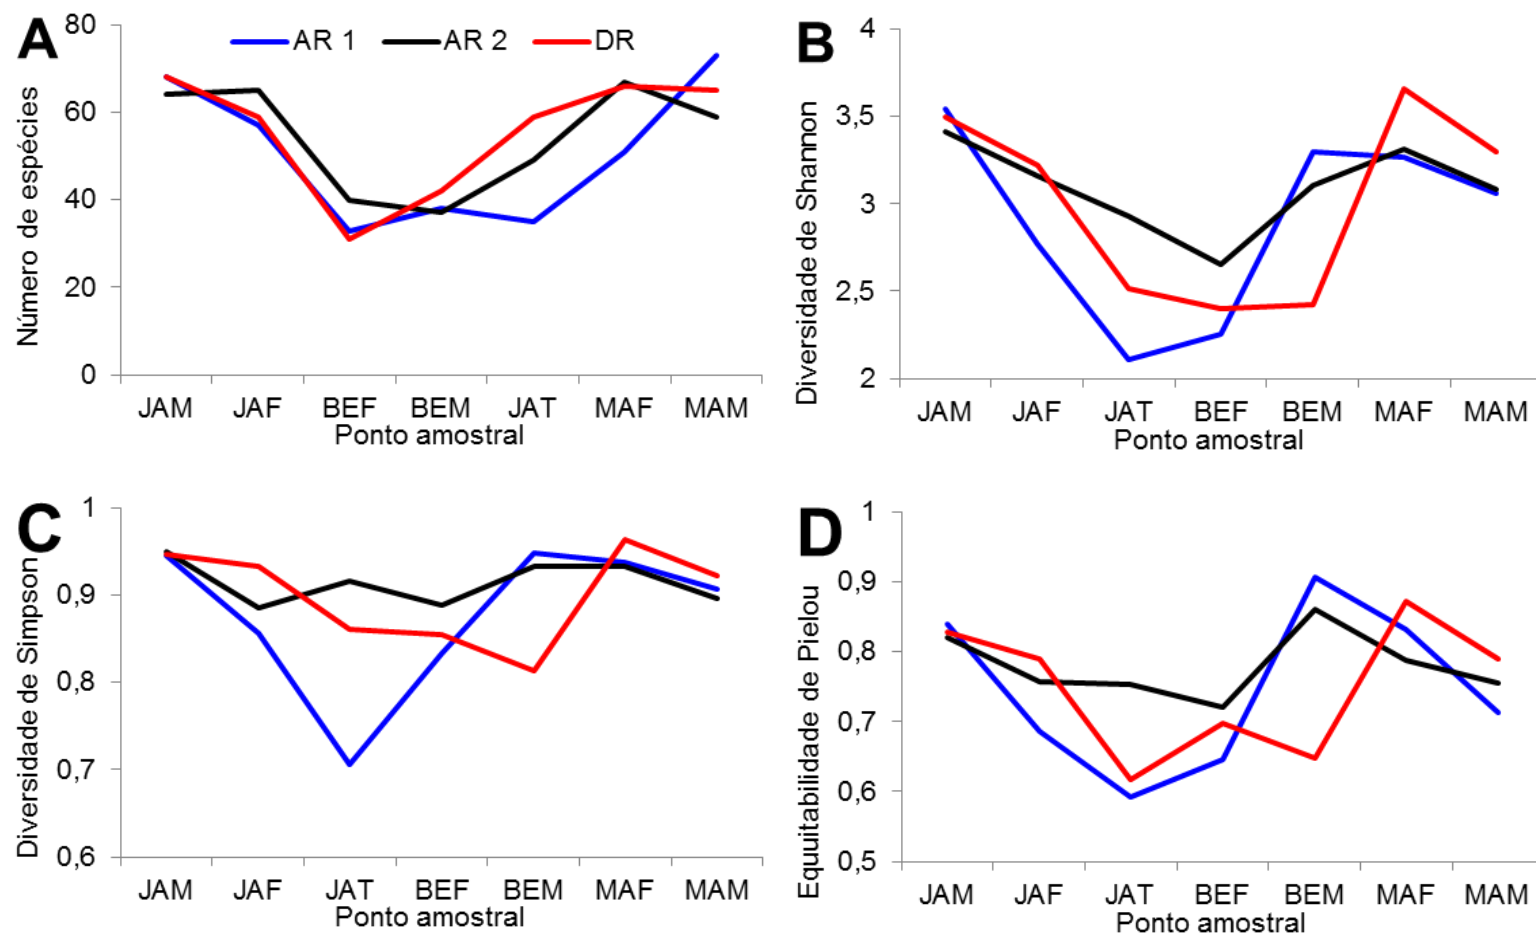 A
AR 1 AR 2 DR
Número de espécies
80
60
40
20
0
JAM JAF BEF BEM JAT MAF MAM
Ponto amostral
B
Diversidade de Shannon
4
3,5
3
2,5
2
JAM JAF JAT BEF BEM MAF MAM
Ponto amostral
C
Diversidade de Simpson
1
0,9
0,8
0,7
0,6
JAM JAF JAT BEF BEM MAF MAM
Ponto amostral
D
Equitabilidade de Pielou
1
0,9
0,8
0,7
0,6
0,5
JAM JAF JAT BEF BEM MAF MAM
Ponto amostral